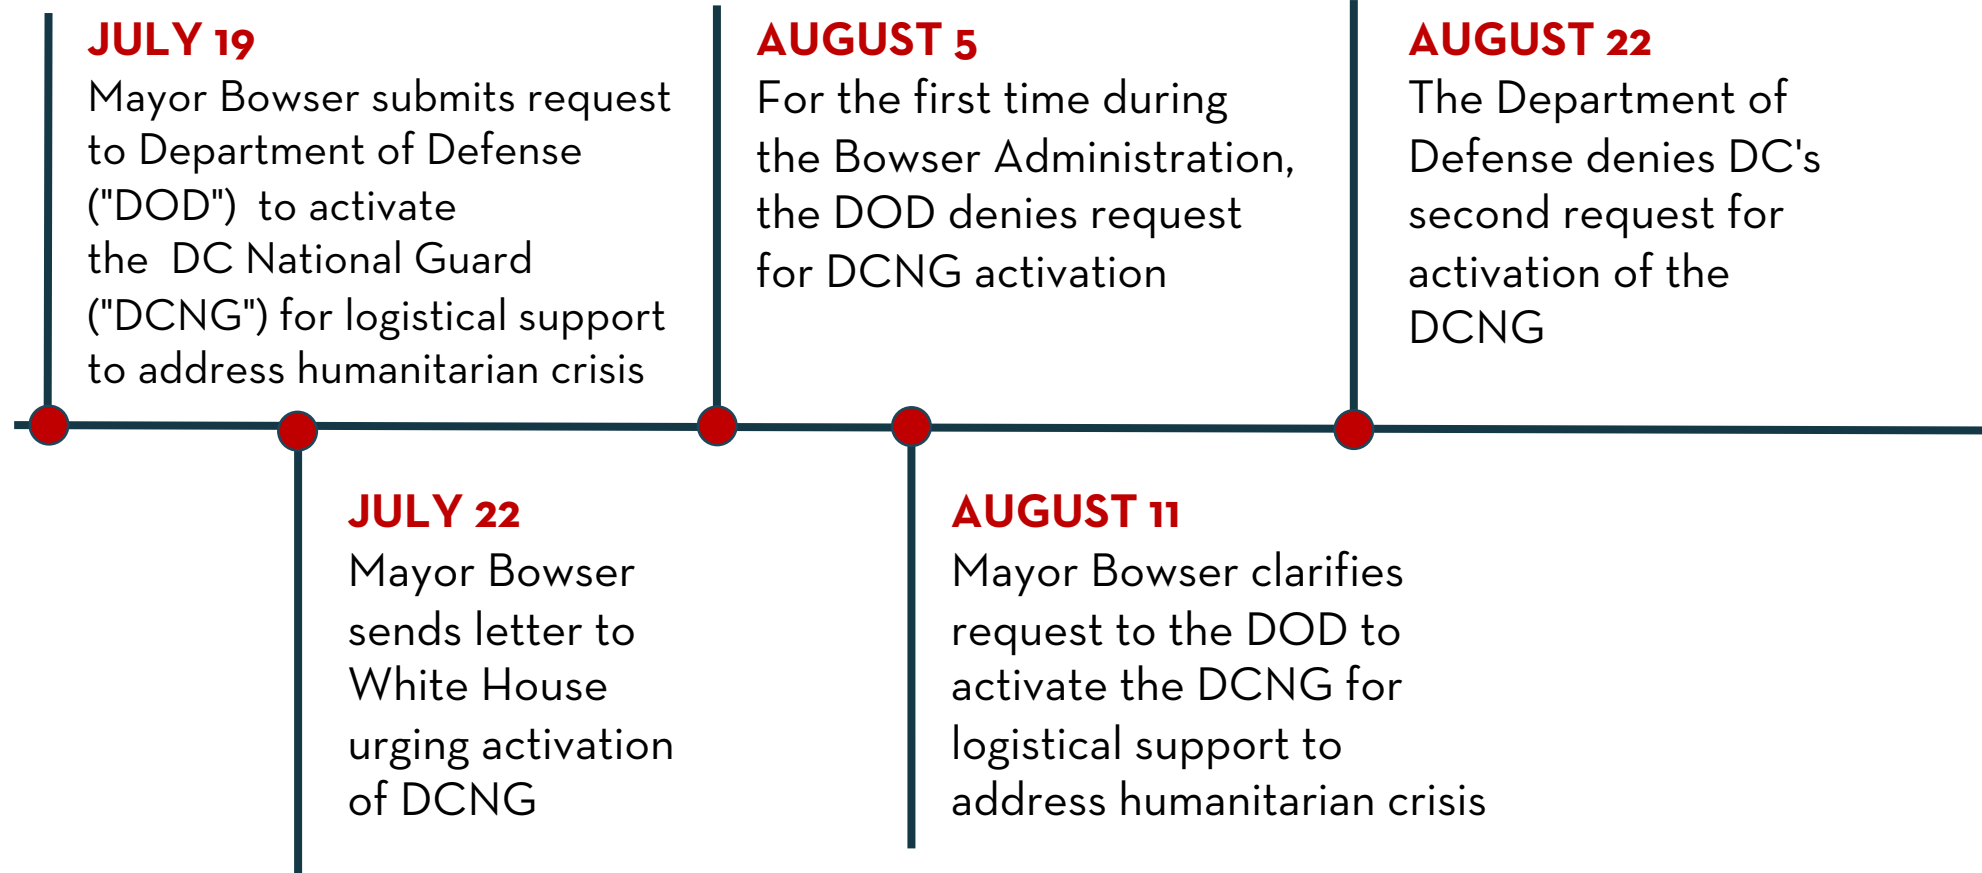 JULY 19
Mayor Bowser submits request
to Department of Defense
("DOD")  to activate
the  DC National Guard
("DCNG") for logistical support
to address humanitarian crisis
JULY 22
Mayor Bowser
sends letter to
White House
urging activation
of DCNG
AUGUST 5
For the first time during
the Bowser Administration,
the DOD denies request
for DCNG activation
AUGUST 11
Mayor Bowser clarifies
request to the DOD to
activate the DCNG for
logistical support to
address humanitarian crisis
AUGUST 22
The Department of
Defense denies DC's
second request for
activation of the
DCNG